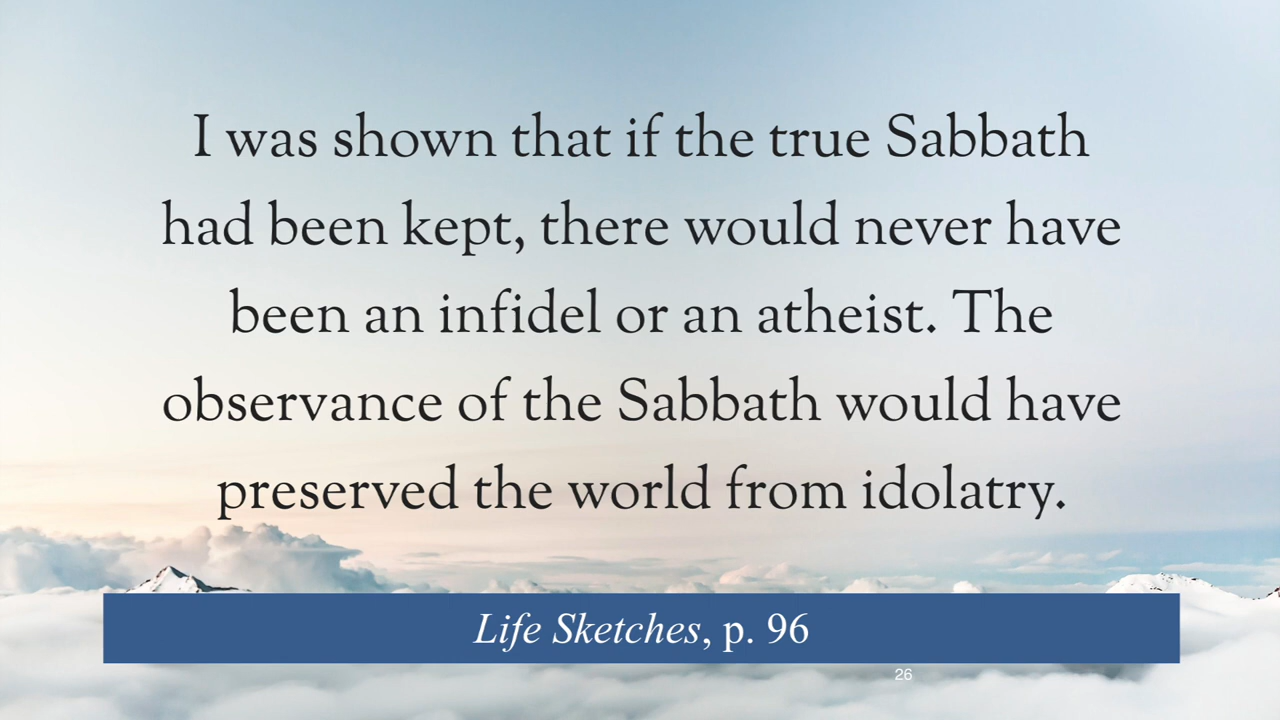 I was shown that if the true Sabbath
had been kept, there would never have
been an infidel or an atheist. The
observance of the Sabbath would have
preserved the world from idolatry.
Life Sketches, p. 96
26